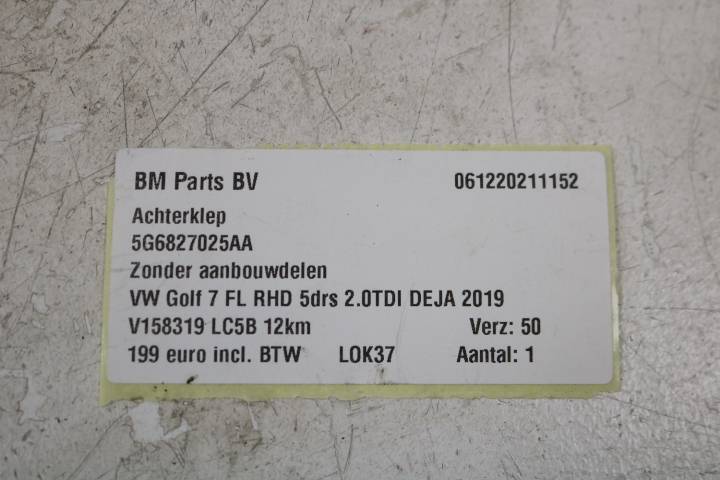 BM Parts BV 061220211152
Achterklep
5G6827025AA
Zonder aanbouwdelen
VW Golf 7 FL RHD 5drs 2.0TDI DEJA 2019
V158319 LC5B 12km Verz: 50
199 euro incl. BTW LOK37 Aantal: 1